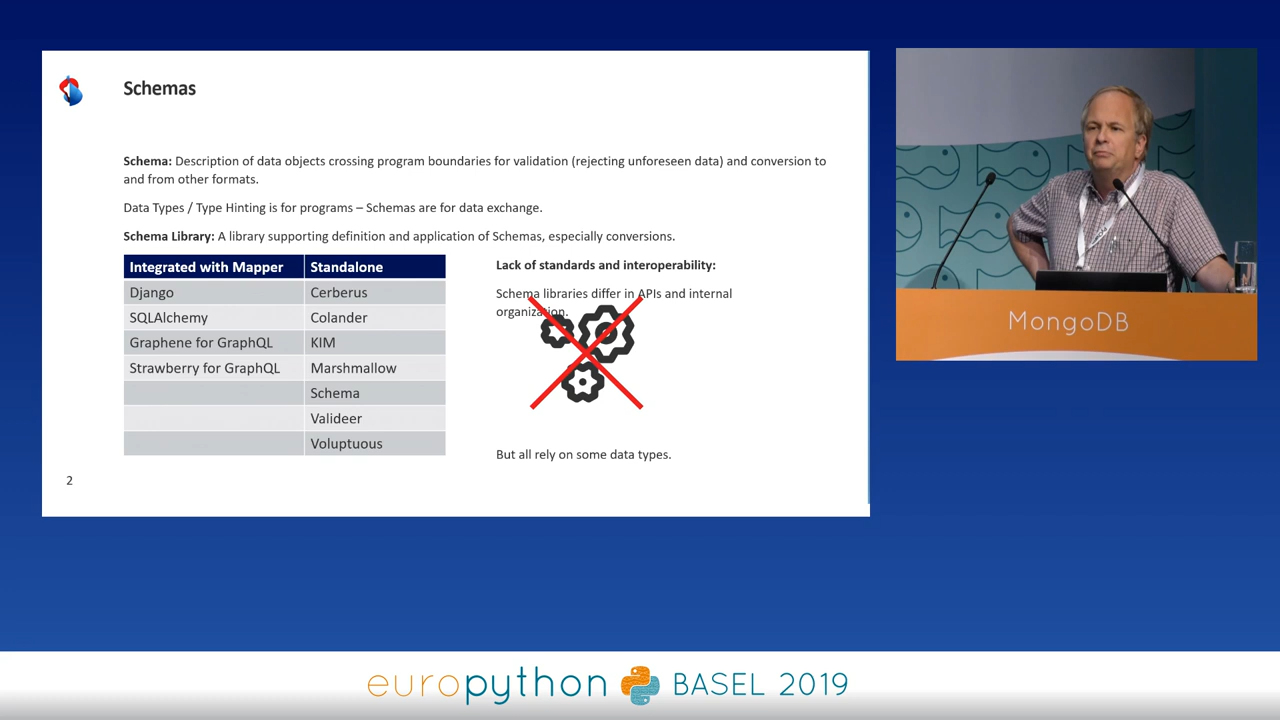 Schemas
Schema: Description of data objects crossing program boundaries for validation (rejecting unforeseen data) and conversion to
and from other formats.
Data Types / Type Hinting is for programs – Schemas are for data exchange.
Schema Library: A library supporting definition and application of Schemas, especially conversions.
Integrated with Mapper Standalone
Django Cerberus
SQLAlchemy Colander
Graphene for GraphQL KIM
Strawberry for GraphQL Marshmallow
Schema
Valideer
Voluptuous
Lack of standards and interoperability:
Schema libraries differ in APIs and internal
organization.
But all rely on some data types.
2
MongoDB
europython BASEL 2019